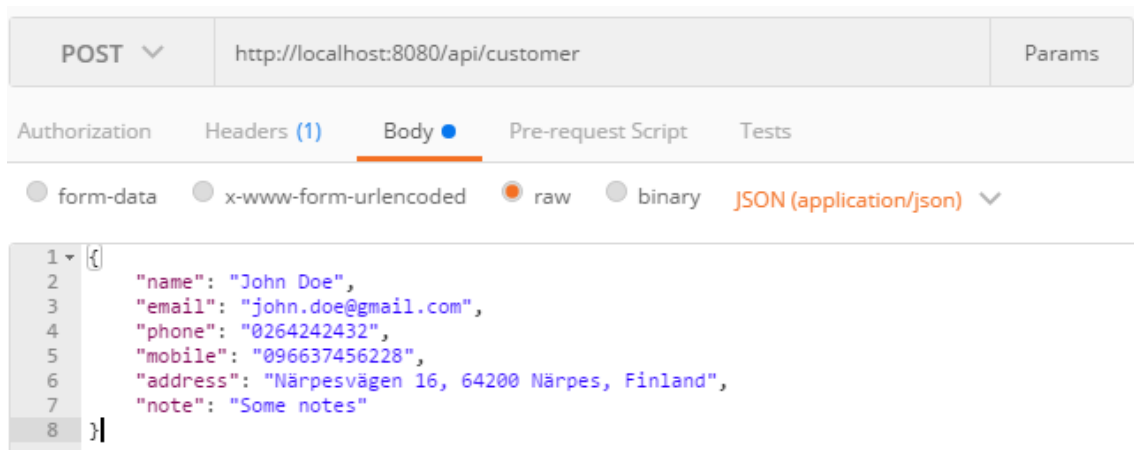 POST http://localhost:8080/api/customer Params
Authorization Headers (1) Body Pre-request Script Tests
form-data x-www-form-urlencoded raw binary JSON (application/json)
1 {
2 "name": "John Doe",
3 "email": "john.doe@gmail.com",
4 "phone": "0264242432",
5 "mobile": "096637456228",
6 "address": "Närpesvägen 16, 64200 Närpes, Finland",
7 "note": "Some notes"
8 }